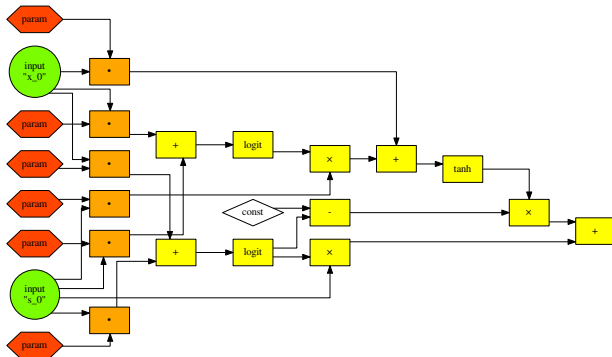 param
input
"x_0"
•
param
•
+
logit
×
+
tanh
param
•
param
•
const
-
×
param
•
+
logit
×
+
input
"s_0"
•
param